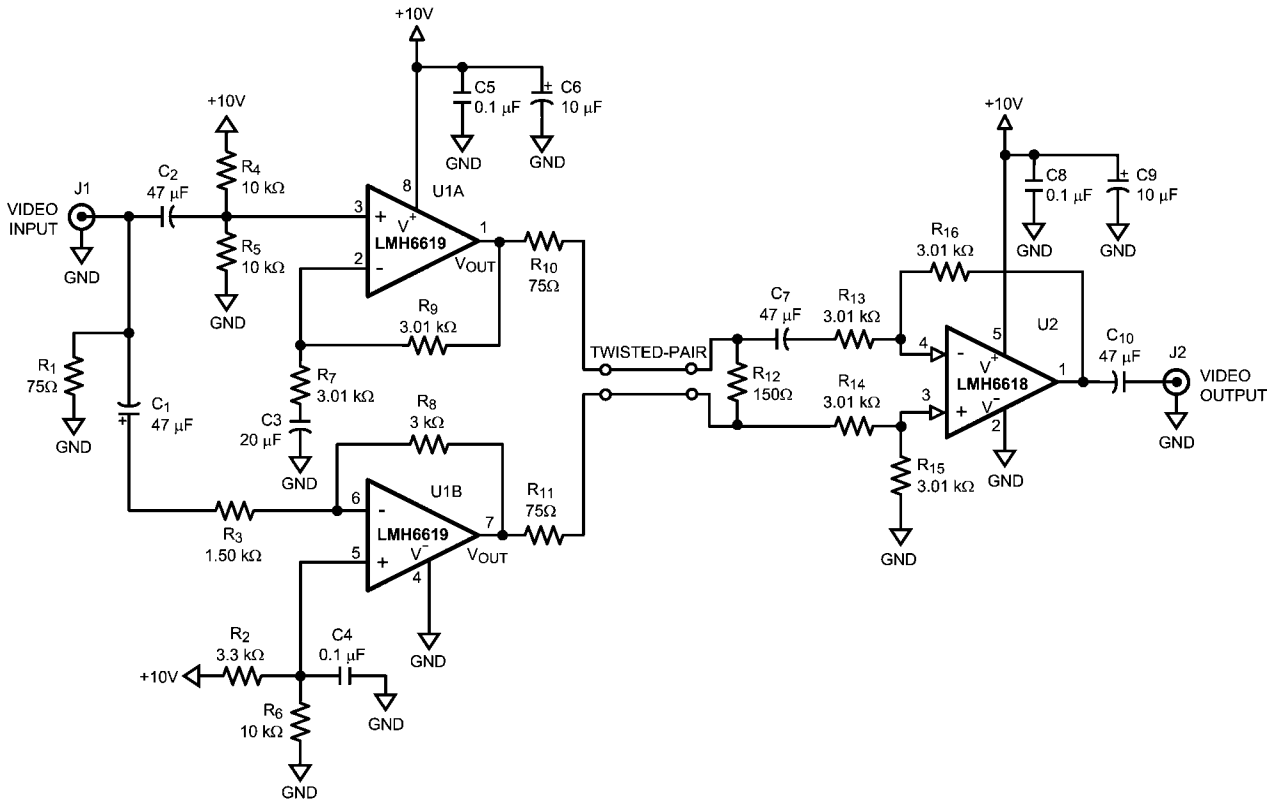 +10V
C5
0.1 µF
C6
10 µF
GND
GND
+10V
R4
10 kΩ
C2
47 µF
J1
VIDEO
INPUT
GND
R5
10 kΩ
GND
8
U1A
3
+
V+
1
LMH6619
2
-
VOUT
R10
75Ω
R9
3.01 kΩ
R7
3.01 kΩ
C3
20 µF
GND
R1
75Ω
GND
C1
47 µF
+
R8
3 kΩ
R3
1.50 kΩ
U1B
6
-
7
LMH6619
5
+
V-
VOUT
4
GND
R11
75Ω
R2
3.3 kΩ
+10V
C4
0.1 µF
GND
R6
10 kΩ
GND
TWISTED-PAIR
R12
150Ω
C7
47 µF
R13
3.01 kΩ
R14
3.01 kΩ
R15
3.01 kΩ
GND
R16
3.01 kΩ
+10V
C8
0.1 µF
C9
+
10 µF
GND
GND
5
U2
4
-
V+
1
LMH6618
3
+
V-
2
GND
C10
47 µF
J2
VIDEO
OUTPUT
GND